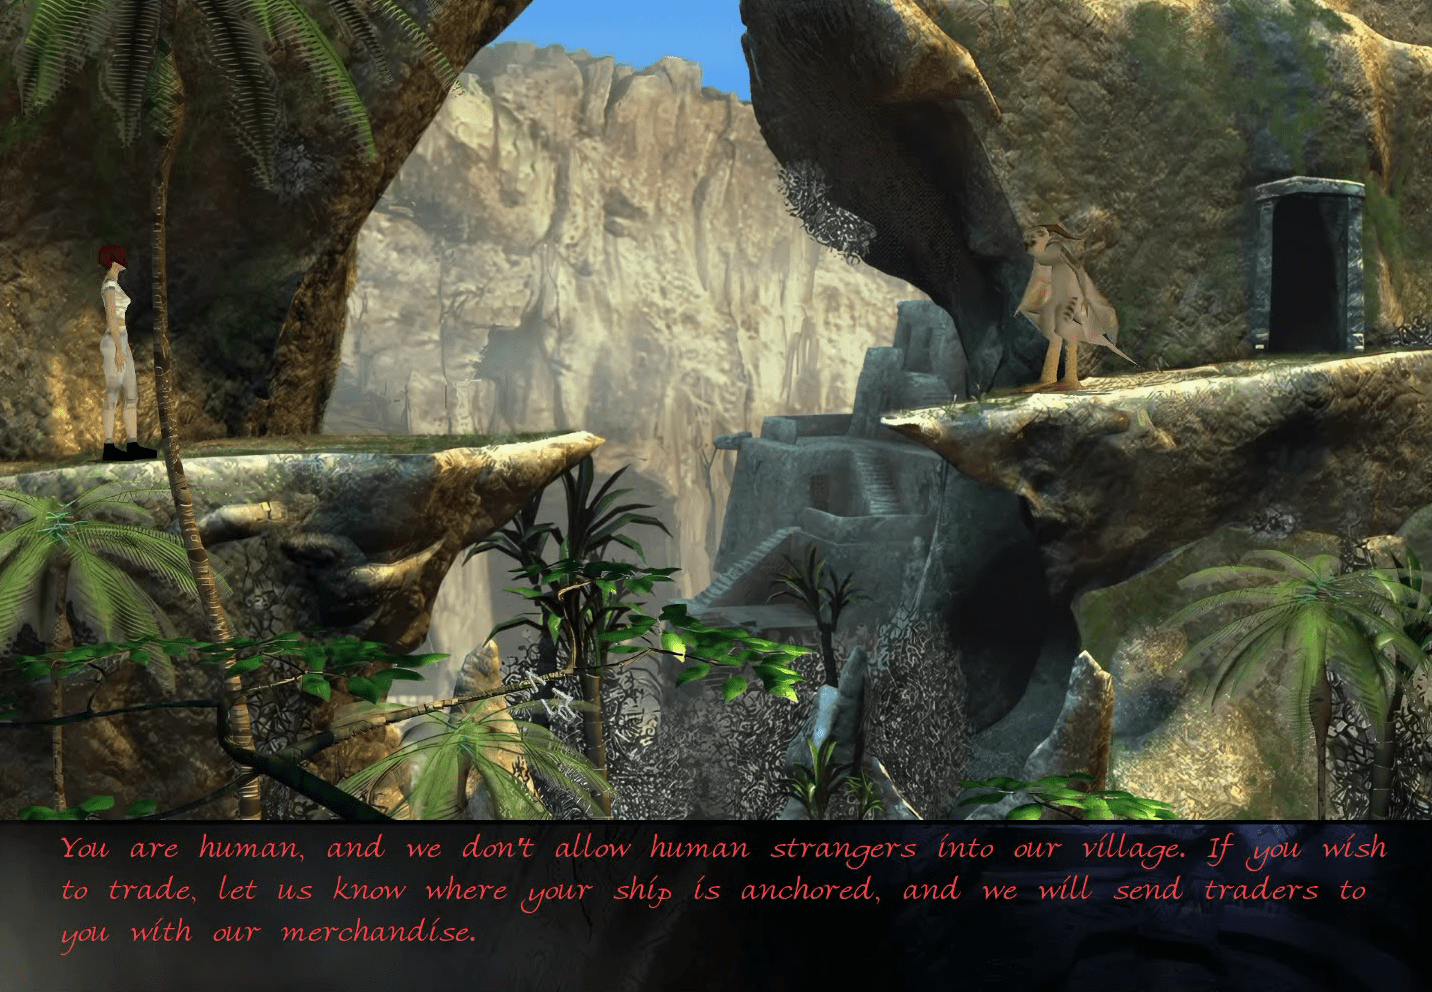 You are human, and we don't allow human strangers into our village. If you wish
to trade, let us know where your ship is anchored, and we will send traders to
you with our merchandise.